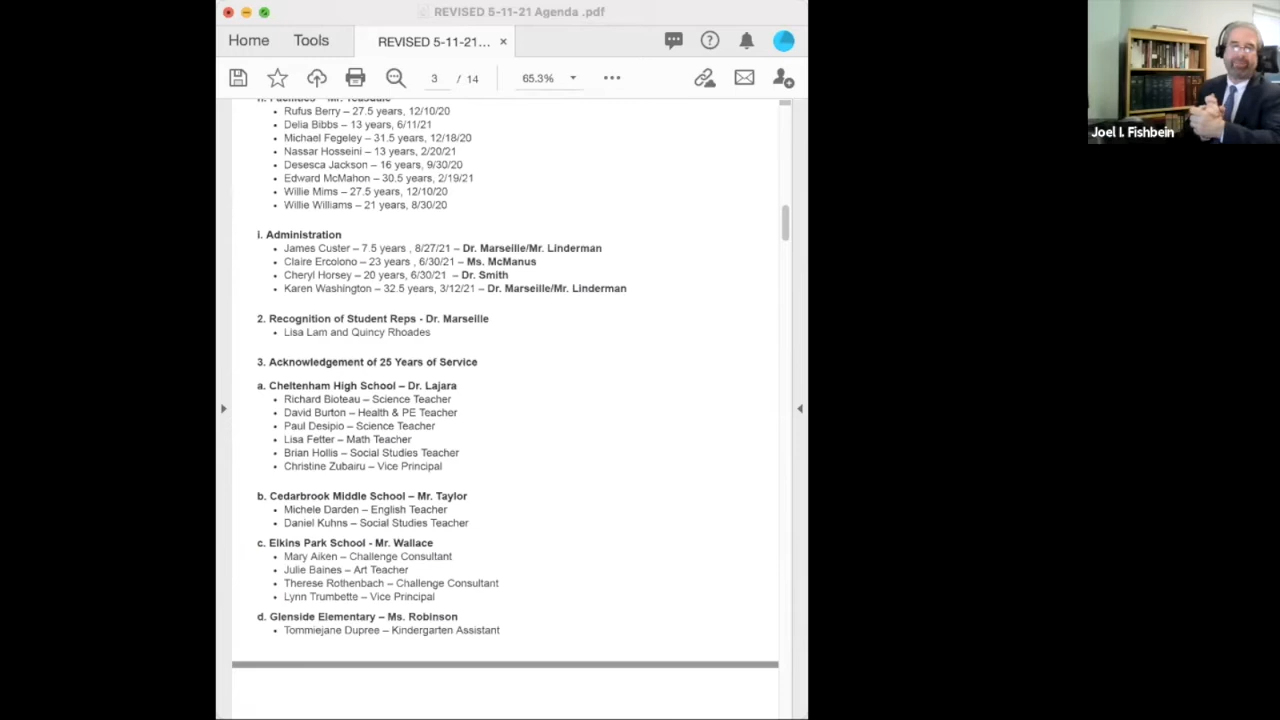 REVISED 5-11-21 Agenda .pdf
Home Tools REVISED 5-11-21... ×
3 / 14 65.3%
h. Facilities – Mr. Teasdale
• Rufus Berry – 27.5 years, 12/10/20
• Delia Bibbs – 13 years, 6/11/21
• Michael Fegeley – 31.5 years, 12/18/20
• Nassar Hosseini – 13 years, 2/20/21
• Desesca Jackson – 16 years, 9/30/20
• Edward McMahon – 30.5 years, 2/19/21
• Willie Mims – 27.5 years, 12/10/20
• Willie Williams – 21 years, 8/30/20
i. Administration
• James Custer – 7.5 years , 8/27/21 – Dr. Marseille/Mr. Linderman
• Claire Ercolono – 23 years , 6/30/21 – Ms. McManus
• Cheryl Horsey – 20 years, 6/30/21 – Dr. Smith
• Karen Washington – 32.5 years, 3/12/21 – Dr. Marseille/Mr. Linderman
2. Recognition of Student Reps - Dr. Marseille
• Lisa Lam and Quincy Rhoades
3. Acknowledgement of 25 Years of Service
a. Cheltenham High School – Dr. Lajara
• Richard Bioteau – Science Teacher
• David Burton – Health & PE Teacher
• Paul Desipio – Science Teacher
• Lisa Fetter – Math Teacher
• Brian Hollis – Social Studies Teacher
• Christine Zubairu – Vice Principal
b. Cedarbrook Middle School – Mr. Taylor
• Michele Darden – English Teacher
• Daniel Kuhns – Social Studies Teacher
c. Elkins Park School - Mr. Wallace
• Mary Aiken – Challenge Consultant
• Julie Baines – Art Teacher
• Therese Rothenbach – Challenge Consultant
• Lynn Trumbette – Vice Principal
d. Glenside Elementary – Ms. Robinson
• Tommiejane Dupree – Kindergarten Assistant
Joel I. Fishbein